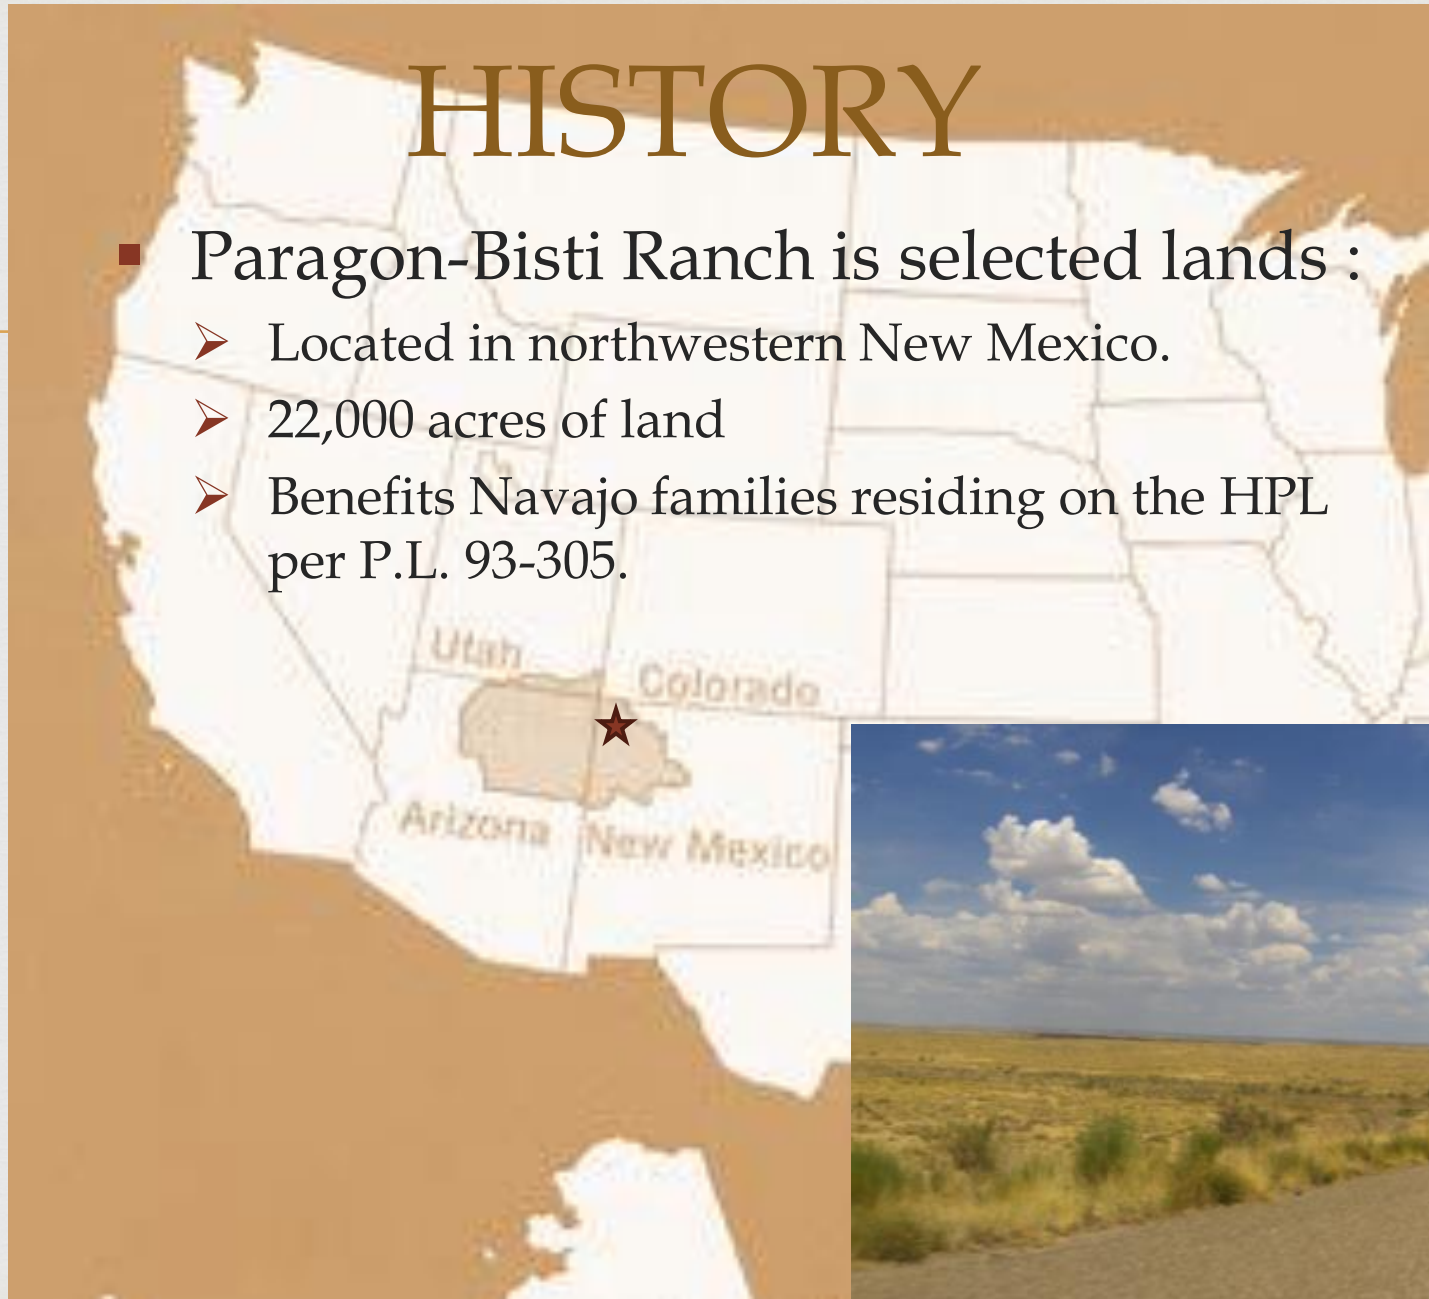 HISTORY
Paragon-Bisti Ranch is selected lands :
Located in northwestern New Mexico.
22,000 acres of land
Benefits Navajo families residing on the HPL
per P.L. 93-305.
Utah
Colorado
Arizona
New Mexico